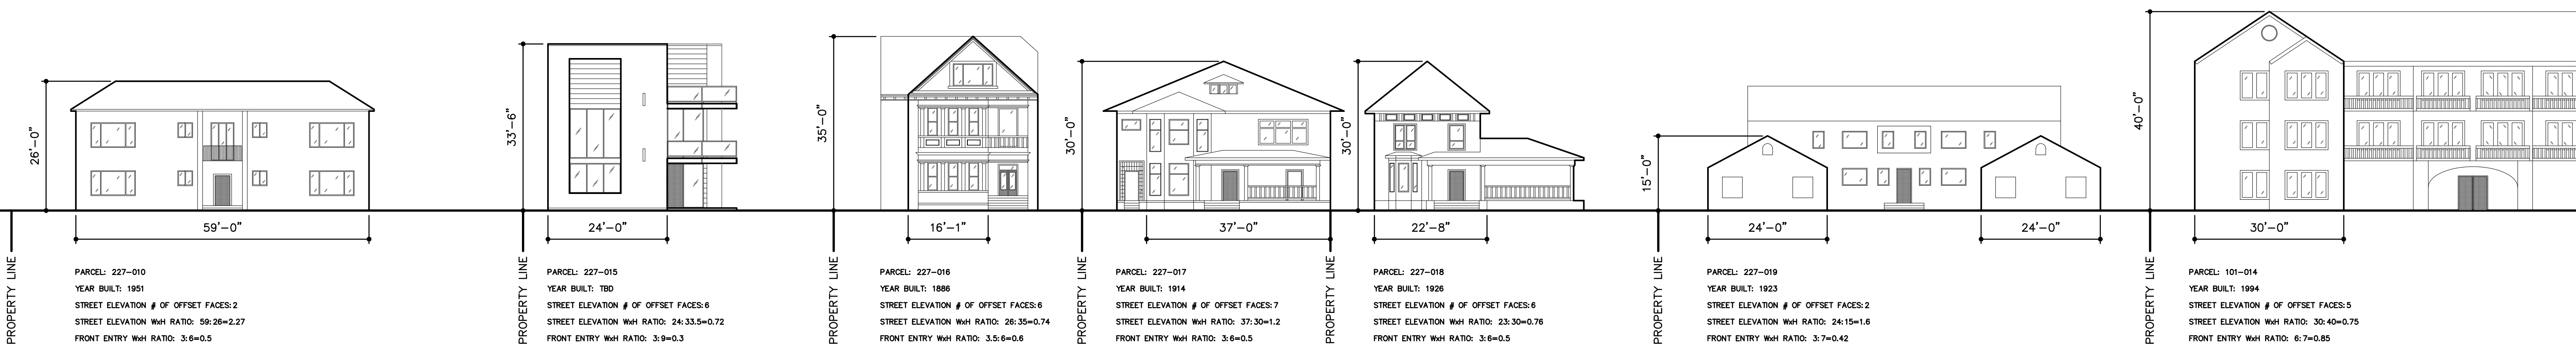 26'-0"
59'-0"
PROPERTY LINE
PARCEL: 227-010
YEAR BUILT: 1951
STREET ELEVATION # OF OFFSET FACES: 2
STREET ELEVATION WxH RATIO: 59:26=2.27
FRONT ENTRY WxH RATIO: 3:6=0.5
33'-6"
24'-0"
PROPERTY LINE
PARCEL: 227-015
YEAR BUILT: TBD
STREET ELEVATION # OF OFFSET FACES: 6
STREET ELEVATION WxH RATIO: 24:33.5=0.72
FRONT ENTRY WxH RATIO: 3:9=0.3
35'-0"
16'-1"
PROPERTY LINE
PARCEL: 227-016
YEAR BUILT: 1886
STREET ELEVATION # OF OFFSET FACES: 6
STREET ELEVATION WxH RATIO: 26:35=0.74
FRONT ENTRY WxH RATIO: 3.5:6=0.6
30'-0"
37'-0"
PROPERTY LINE
PARCEL: 227-017
YEAR BUILT: 1914
STREET ELEVATION # OF OFFSET FACES: 7
STREET ELEVATION WxH RATIO: 37:30=1.2
FRONT ENTRY WxH RATIO: 3:6=0.5
30'-0"
22'-8"
PROPERTY LINE
PARCEL: 227-018
YEAR BUILT: 1926
STREET ELEVATION # OF OFFSET FACES: 6
STREET ELEVATION WxH RATIO: 23:30=0.76
FRONT ENTRY WxH RATIO: 3:6=0.5
15'-0"
24'-0"
24'-0"
PROPERTY LINE
PARCEL: 227-019
YEAR BUILT: 1923
STREET ELEVATION # OF OFFSET FACES: 2
STREET ELEVATION WxH RATIO: 24:15=1.6
FRONT ENTRY WxH RATIO: 3:7=0.42
40'-0"
30'-0"
PROPERTY LINE
PARCEL: 101-014
YEAR BUILT: 1994
STREET ELEVATION # OF OFFSET FACES: 5
STREET ELEVATION WxH RATIO: 30:40=0.75
FRONT ENTRY WxH RATIO: 6:7=0.85